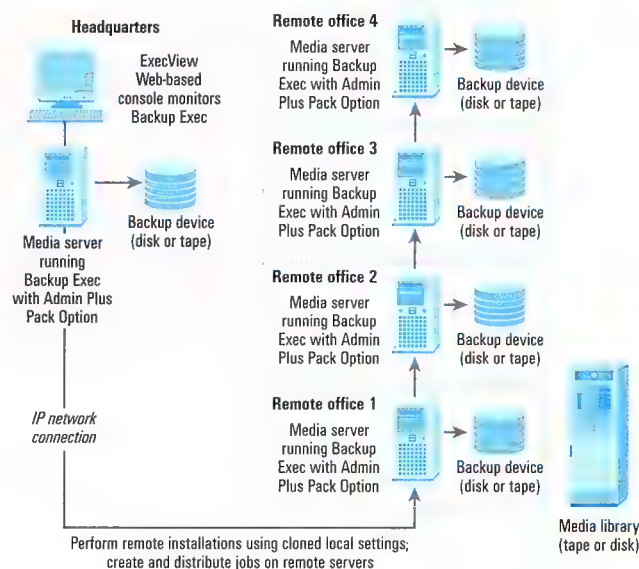 Headquarters
ExecView
Web-based
console monitors
Backup Exec
Backup device
(disk or tape)
Media server
running
Backup Exec
with Admin Plus
Pack Option
IP network
connection
Perform remote installations using cloned local settings;
create and distribute jobs on remote servers
Remote office 4
Media server
running Backup
Exec with Admin
Plus Pack Option
Backup device
(disk or tape)
Remote office 3
Media server
running Backup
Exec with Admin
Plus Pack Option
Backup device
(disk or tape)
Remote office 2
Media server
running Backup
Exec with Admin
Plus Pack Option
Backup device
(disk or tape)
Remote office 1
Media server
running Backup
Exec with Admin
Plus Pack Option
Backup device
(disk or tape)
Media library
(tape or disk)